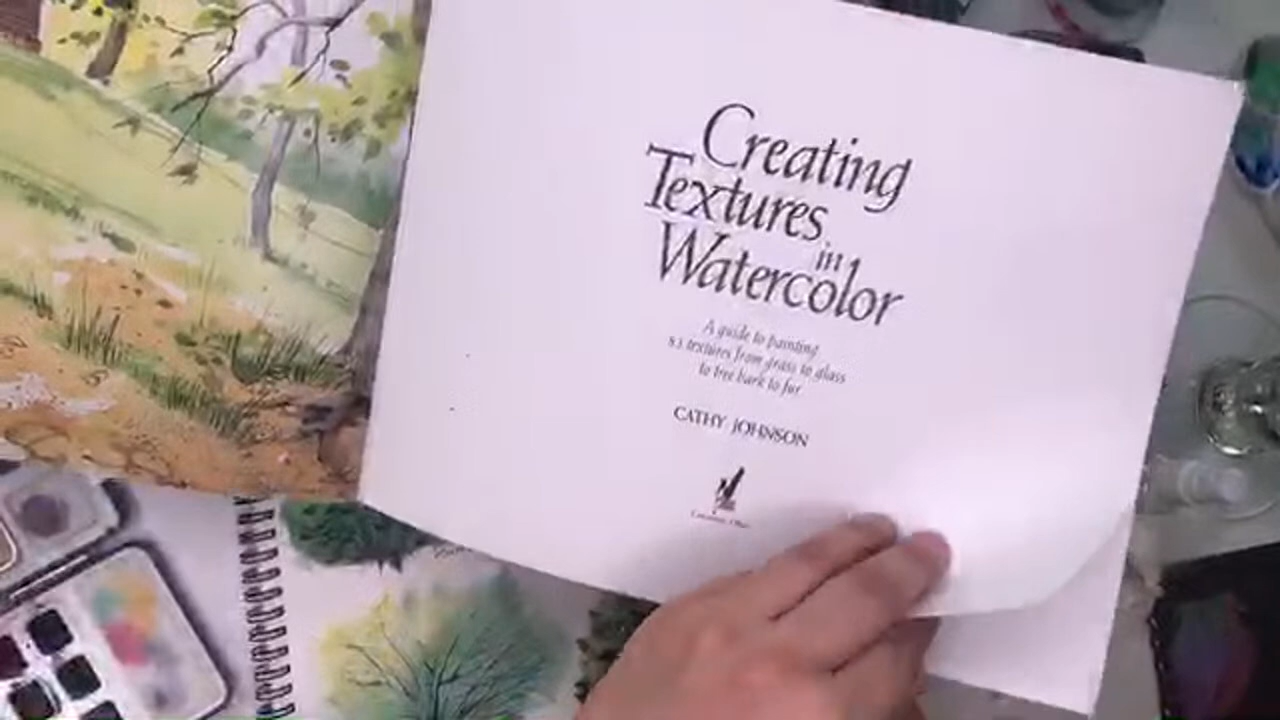 Creating
Textures
in
Watercolor
A guide to painting
83 textures from grass to glass
to tree bark to fur
CATHY JOHNSON